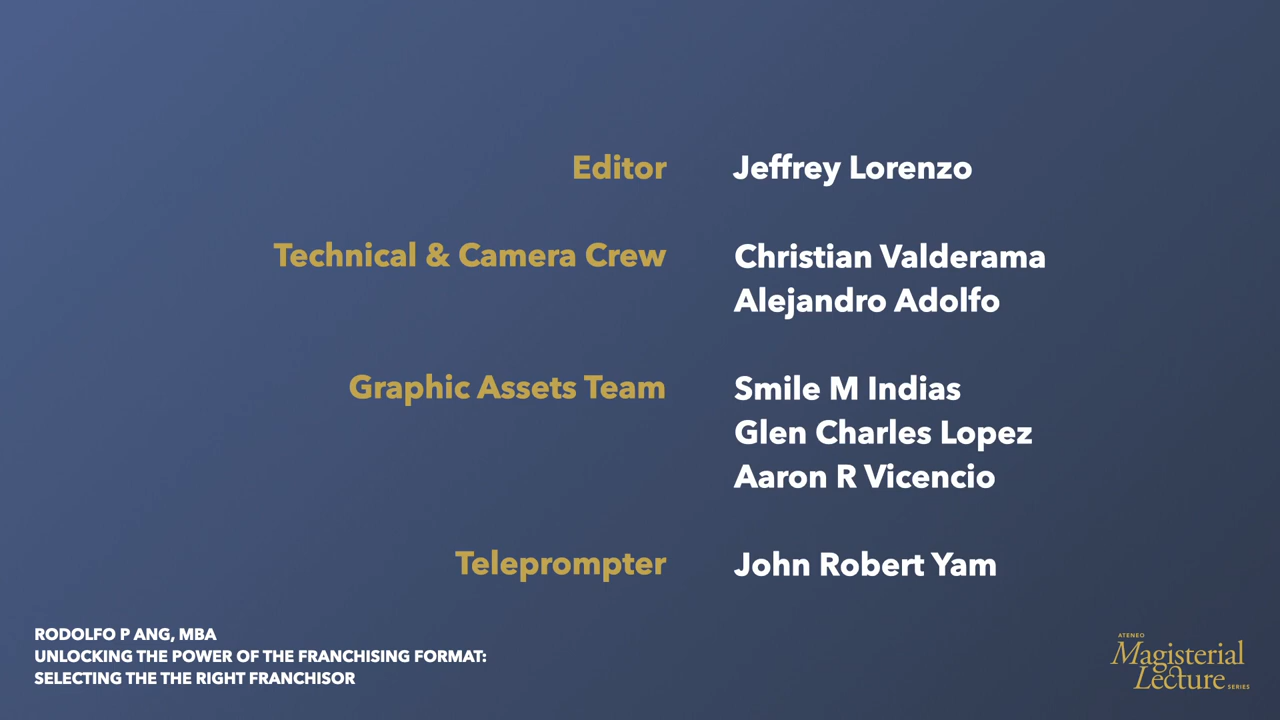 Editor Jeffrey Lorenzo
Technical & Camera Crew Christian Valderama
Alejandro Adolfo
Graphic Assets Team Smile M Indias
Glen Charles Lopez
Aaron R Vicencio
Teleprompter John Robert Yam
RODOLFO P ANG, MBA
UNLOCKING THE POWER OF THE FRANCHISING FORMAT:
SELECTING THE THE RIGHT FRANCHISOR
ATENEO
Magisterial
Lecture SERIES